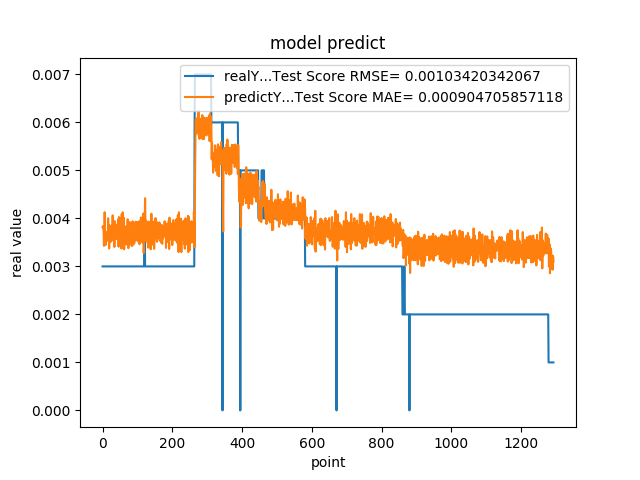 model predict
realY...Test Score RMSE= 0.00103420342067
predictY...Test Score MAE= 0.000904705857118
0.007
0.006
0.005
0.004
0.003
0.002
0.001
0.000
real value
0 200 400 600 800 1000 1200
point